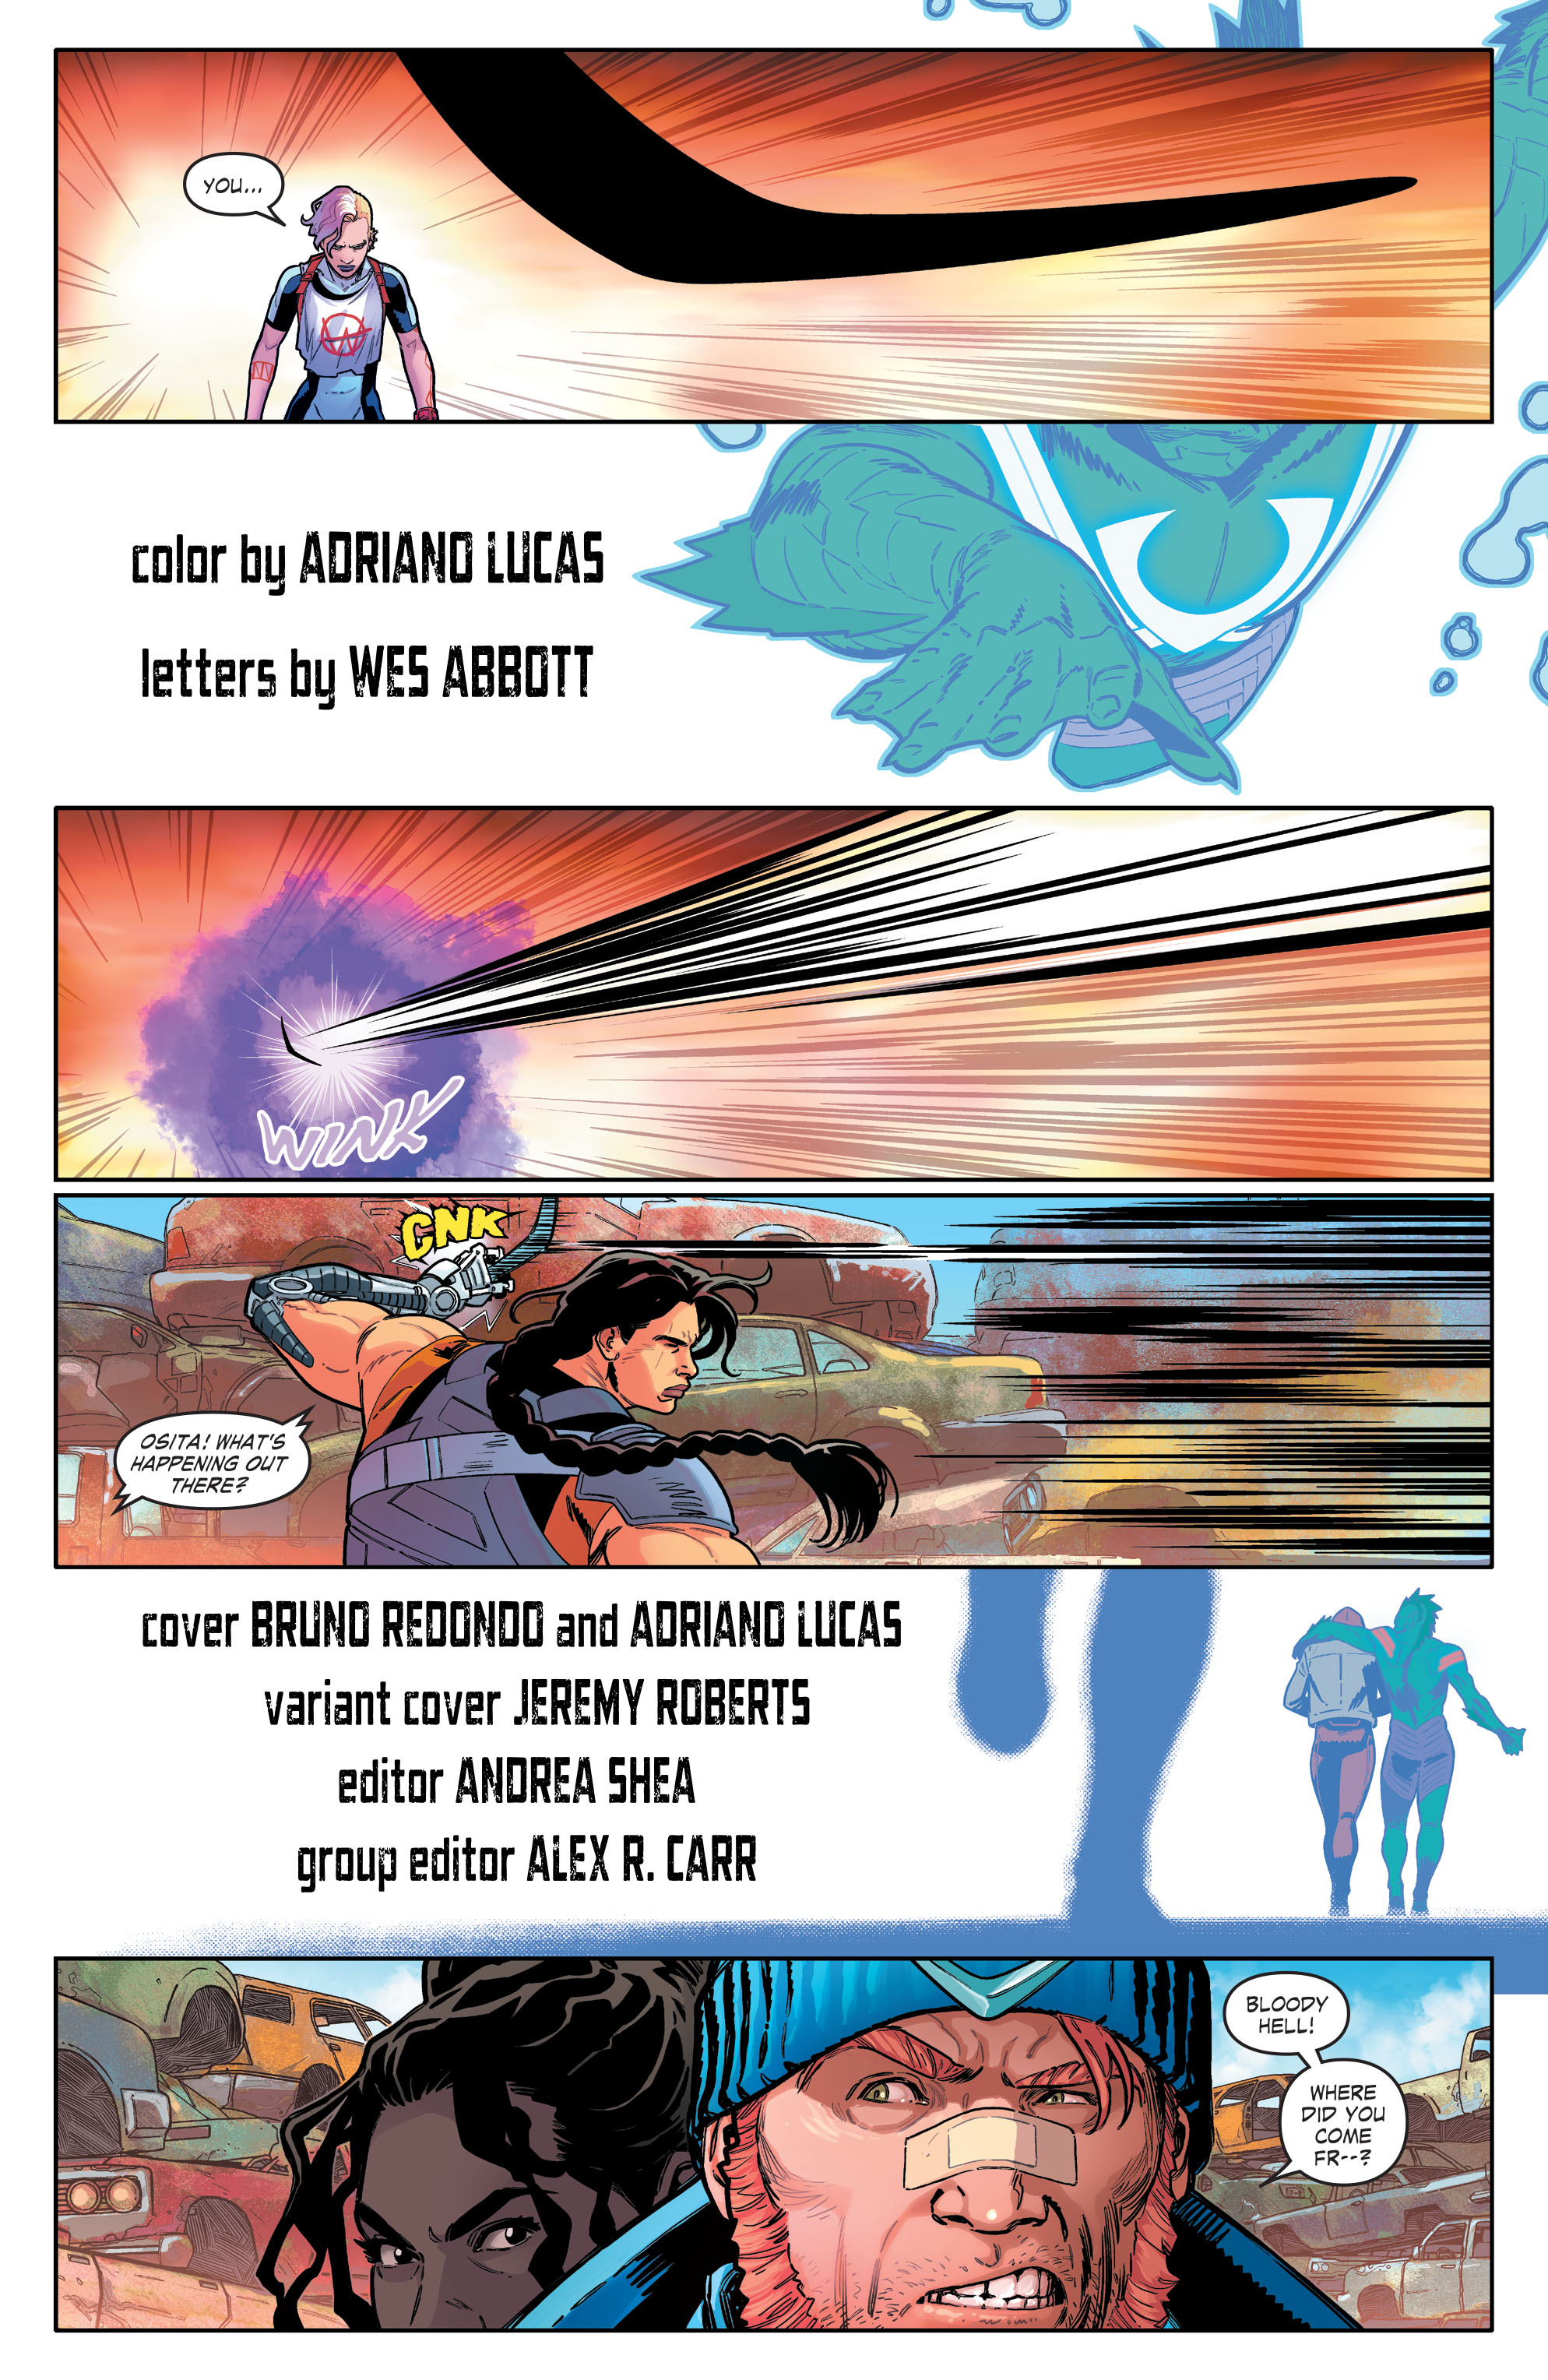 YOU...
color by ADRIANO LUCAS
letters by WES ABBOTT
WINK
CNK
OSITA! WHAT'S
HAPPENING OUT
THERE?
cover BRUNO REDONDO and ADRIANO LUCAS
variant cover JEREMY ROBERTS
editor ANDREA SHEA
group editor ALEX R. CARR
BLOODY
HELL!
WHERE
DID YOU
COME
FR--?